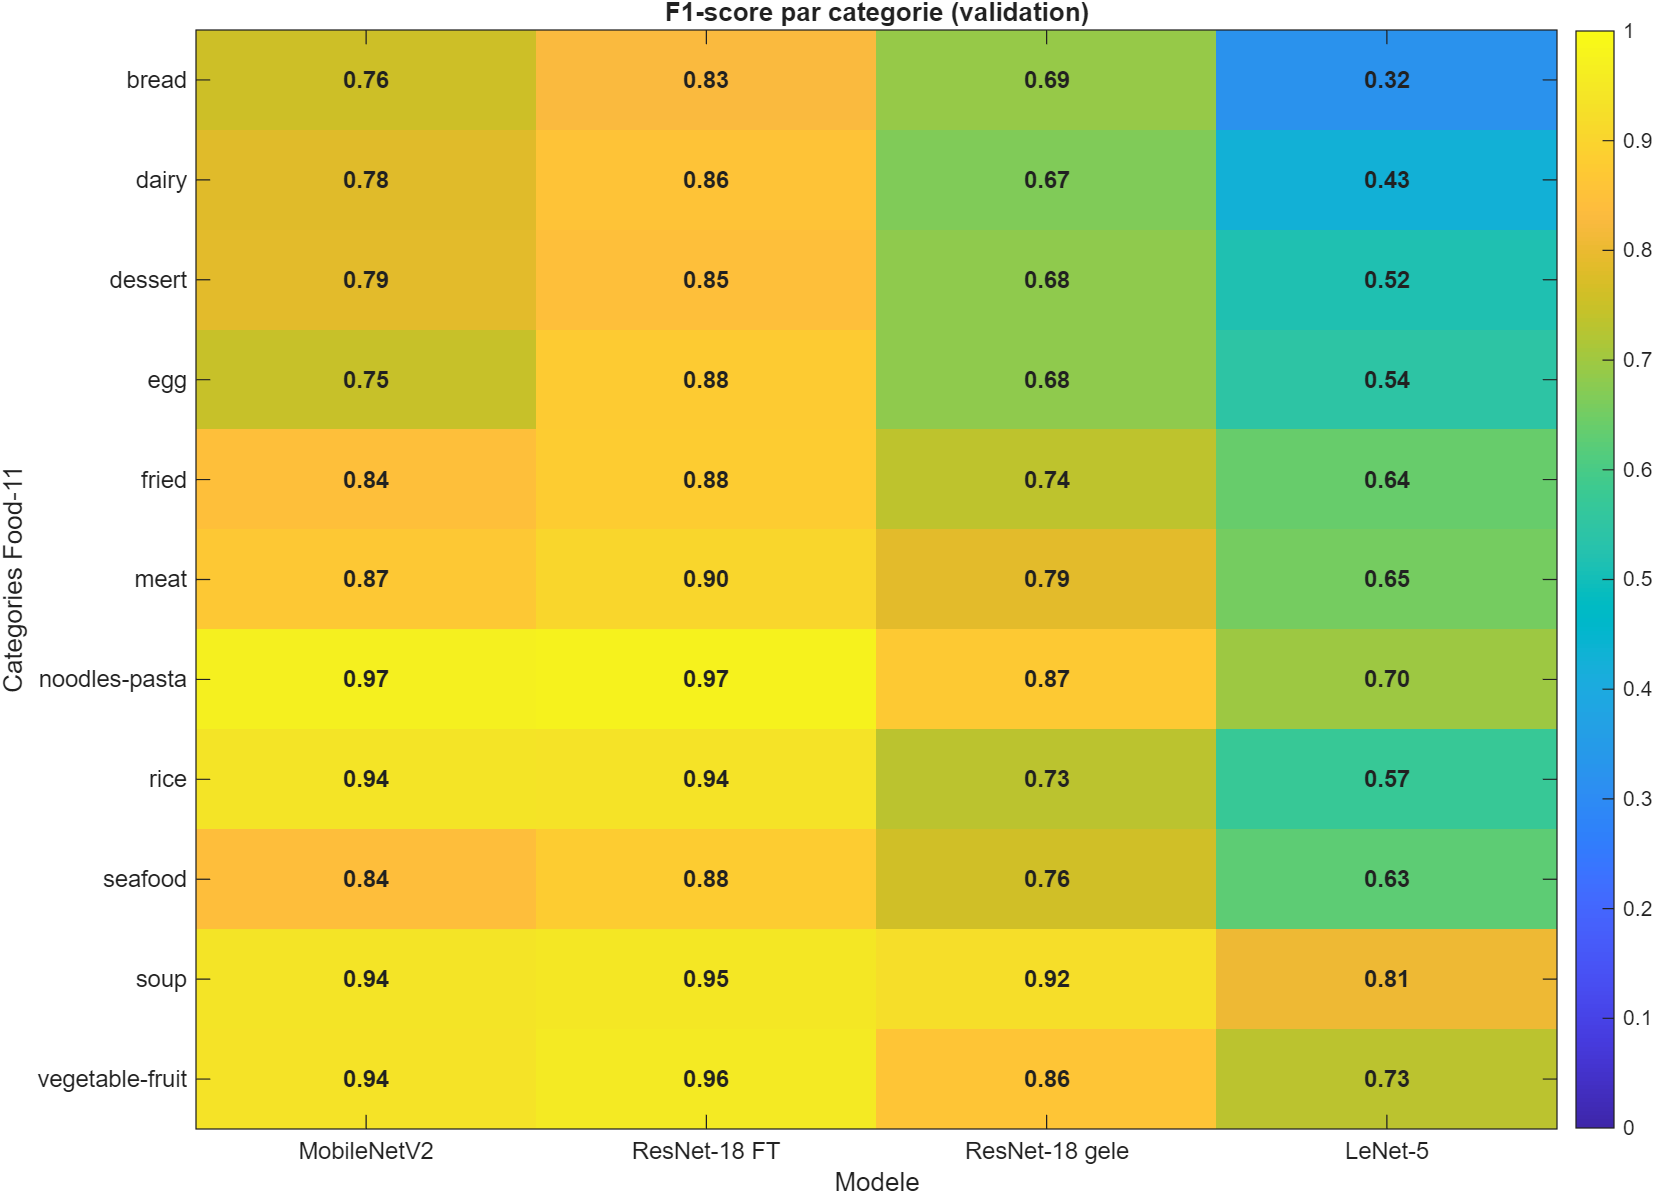 F1-score par categorie (validation)
Categories Food-11
bread 0.76 0.83 0.69 0.32
dairy 0.78 0.86 0.67 0.43
dessert 0.79 0.85 0.68 0.52
egg 0.75 0.88 0.68 0.54
fried 0.84 0.88 0.74 0.64
meat 0.87 0.90 0.79 0.65
noodles-pasta 0.97 0.97 0.87 0.70
rice 0.94 0.94 0.73 0.57
seafood 0.84 0.88 0.76 0.63
soup 0.94 0.95 0.92 0.81
vegetable-fruit 0.94 0.96 0.86 0.73
MobileNetV2 ResNet-18 FT ResNet-18 gele LeNet-5
Modele
1
0.9
0.8
0.7
0.6
0.5
0.4
0.3
0.2
0.1
0